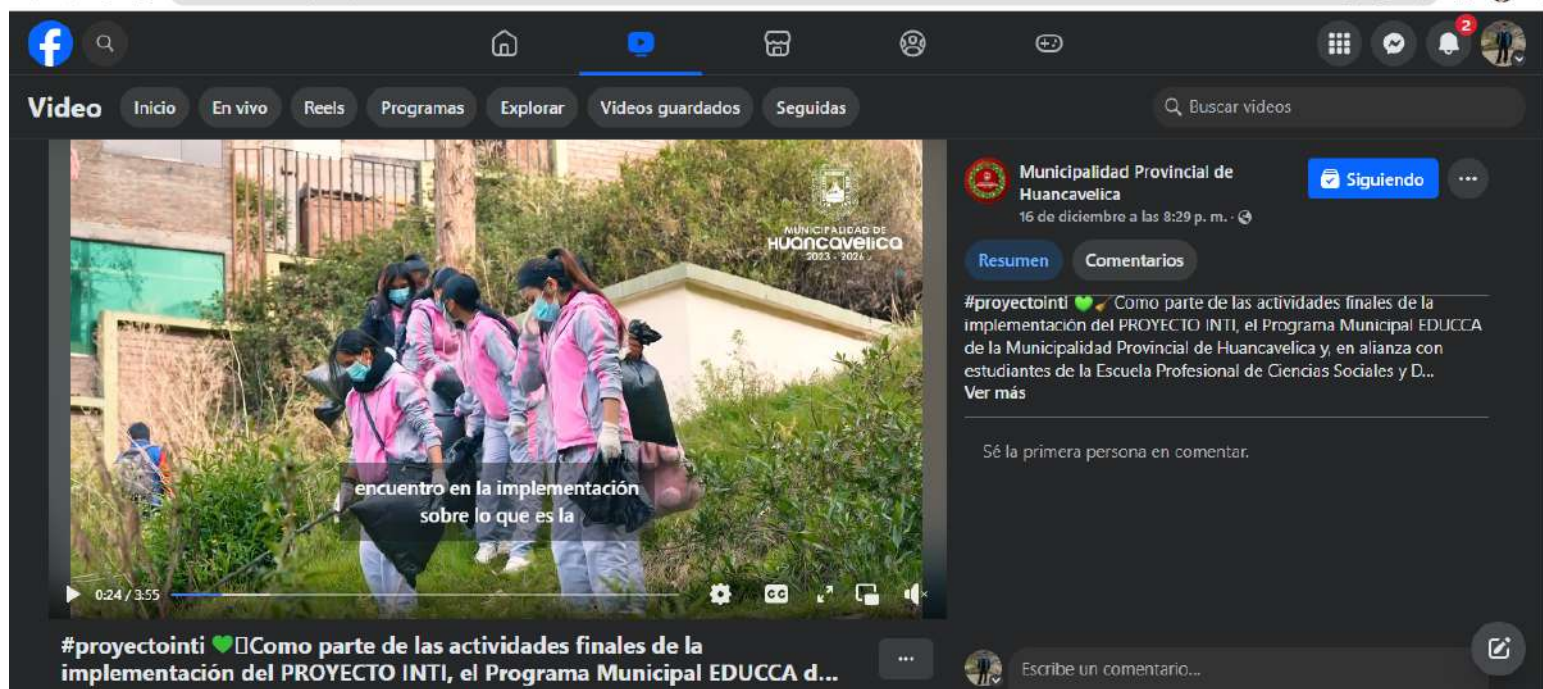 2
Video Inicio En vivo Reels Programas Explorar Videos guardados Seguidas Buscar videos
MUNICIPALIDAD DE
Huancavelica
2023 - 2026
encuentro en la implementación
sobre lo que es la
0:24 / 3:55
CC
#proyectointi 💚Como parte de las actividades finales de la
implementación del PROYECTO INTI, el Programa Municipal EDUCCA d...
Municipalidad Provincial de
Huancavelica
16 de diciembre a las 8:29 p. m. ·
Siguiendo
Resumen Comentarios
#proyectointi 💚🧹Como parte de las actividades finales de la
implementación del PROYECTO INTI, el Programa Municipal EDUCCA
de la Municipalidad Provincial de Huancavelica y, en alianza con
estudiantes de la Escuela Profesional de Ciencias Sociales y D...
Ver más
Sé la primera persona en comentar.
Escribe un comentario...